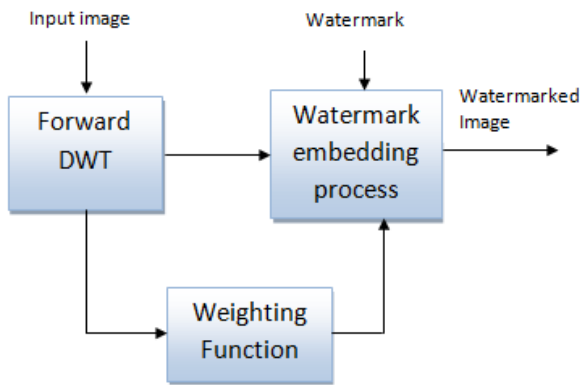 Input image
Watermark
Forward
DWT
Watermark
embedding
process
Watermarked
Image
Weighting
Function